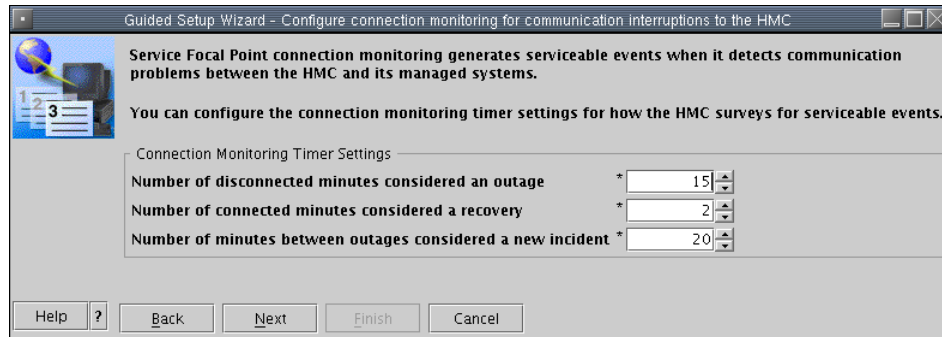 Guided Setup Wizard - Configure connection monitoring for communication interruptions to the HMC
Service Focal Point connection monitoring generates serviceable events when it detects communication
problems between the HMC and its managed systems.
You can configure the connection monitoring timer settings for how the HMC surveys for serviceable events.
1
2
3
Connection Monitoring Timer Settings
Number of disconnected minutes considered an outage * 15
Number of connected minutes considered a recovery * 2
Number of minutes between outages considered a new incident * 20
Help ? Back Next Finish Cancel